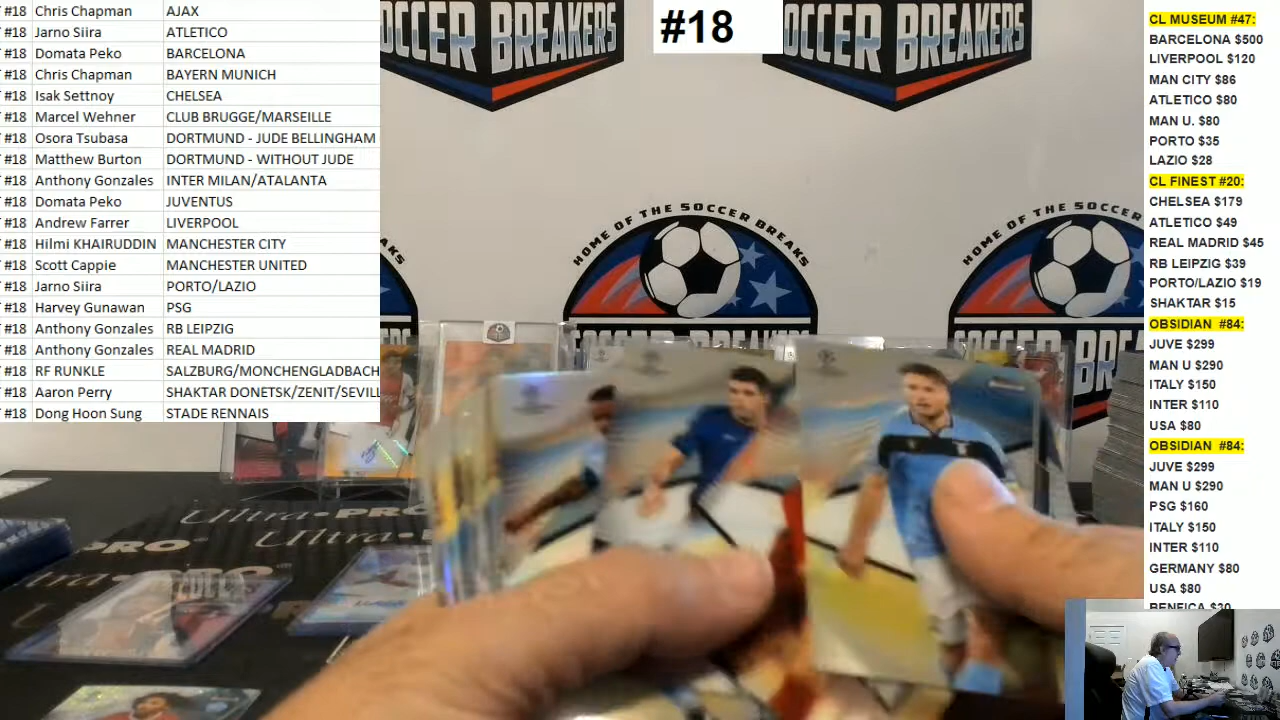 #18 Chris Chapman AJAX
#18 Jarno Siira ATLETICO
#18 Domata Peko BARCELONA
#18 Chris Chapman BAYERN MUNICH
#18 Isak Settnoy CHELSEA
#18 Marcel Wehner CLUB BRUGGE/MARSEILLE
#18 Osora Tsubasa DORTMUND - JUDE BELLINGHAM
#18 Matthew Burton DORTMUND - WITHOUT JUDE
#18 Anthony Gonzales INTER MILAN/ATALANTA
#18 Domata Peko JUVENTUS
#18 Andrew Farrer LIVERPOOL
#18 Hilmi KHAIRUDDIN MANCHESTER CITY
#18 Scott Cappie MANCHESTER UNITED
#18 Jarno Siira PORTO/LAZIO
#18 Harvey Gunawan PSG
#18 Anthony Gonzales RB LEIPZIG
#18 Anthony Gonzales REAL MADRID
#18 RF RUNKLE SALZBURG/MONCHENGLADBACH
#18 Aaron Perry SHAKTAR DONETSK/ZENIT/SEVILL
#18 Dong Hoon Sung STADE RENNAIS
OCCER BREAKERS
#18
OCCER BREAKERS
HOME OF THE SOCCER BREAKS
SOCCER BREAKERS
HOME OF THE SOCCER
SOCCER
BR
AKS
Ultra PRO
PRO
Ultra
CL MUSEUM #47:
BARCELONA $500
LIVERPOOL $120
MAN CITY $86
ATLETICO $80
MAN U. $80
PORTO $35
LAZIO $28
CL FINEST #20:
CHELSEA $179
ATLETICO $49
REAL MADRID $45
RB LEIPZIG $39
PORTO/LAZIO $19
SHAKTAR $15
OBSIDIAN #84:
JUVE $299
MAN U $290
ITALY $150
INTER $110
USA $80
OBSIDIAN #84:
JUVE $299
MAN U $290
PSG $160
ITALY $150
INTER $110
GERMANY $80
USA $80
BENFICA $20